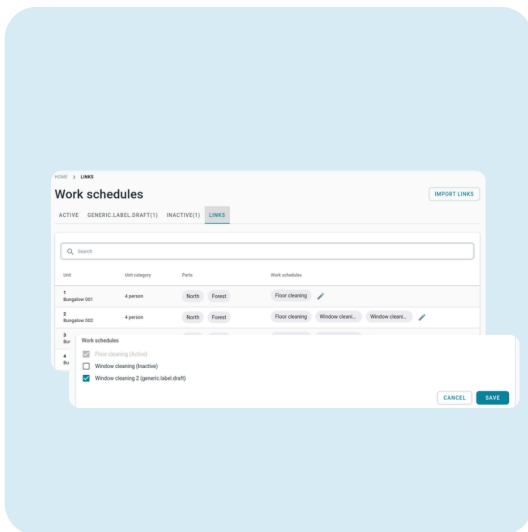 HOME > LINKS
Work schedules
IMPORT LINKS
ACTIVE GENERIC.LABEL.DRAFT(1) INACTIVE(1) LINKS
Search
Unit Unit category Parts Work schedules
1
Bungalow 001 4 person North Forest Floor cleaning
2
Bungalow 002 4 person North Forest Floor cleaning Window cleani... Window cleani...
3
Bur
4
Bu
Work schedules
Floor cleaning (Active)
Window cleaning (Inactive)
Window cleaning 2 (generic.label.draft)
CANCEL SAVE